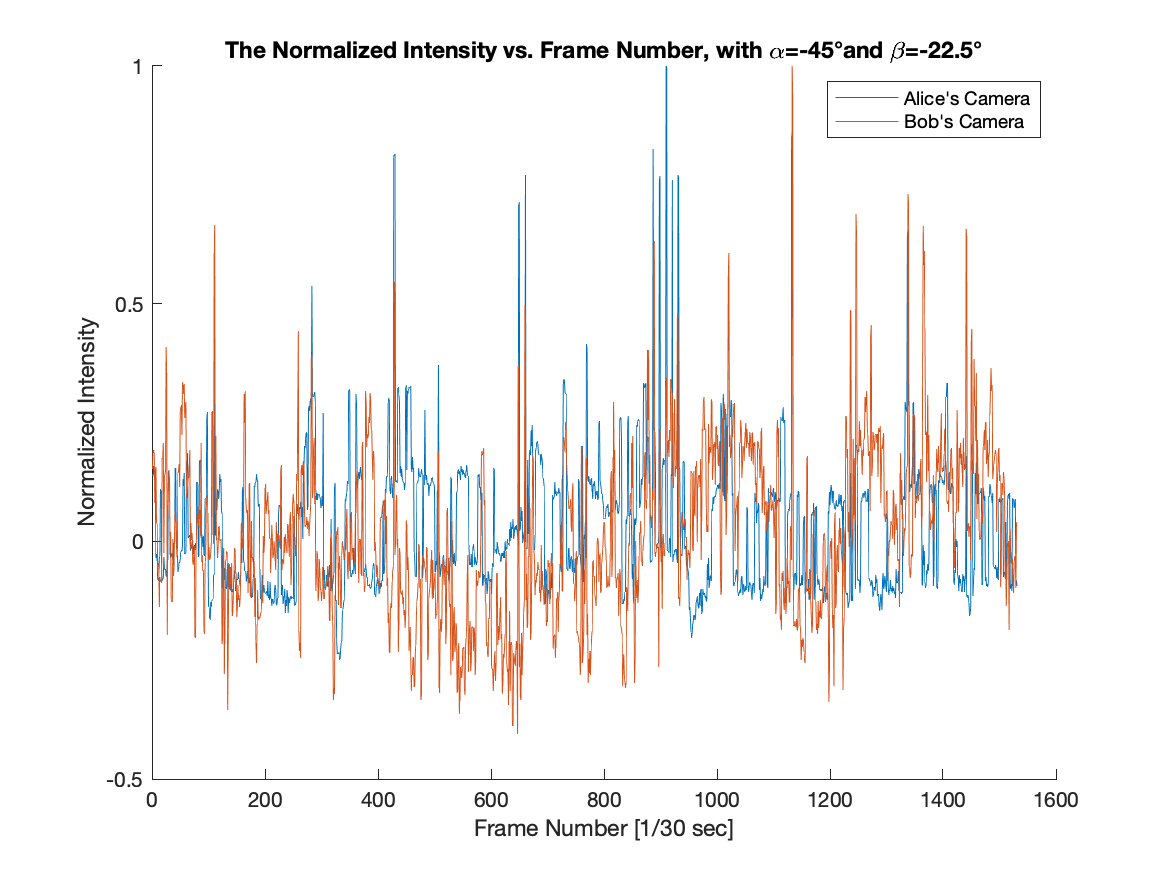 The Normalized Intensity vs. Frame Number, with α=-45°and β=-22.5°
Alice's Camera
Bob's Camera
Normalized Intensity
1
0.5
0
-0.5
0 200 400 600 800 1000 1200 1400 1600
Frame Number [1/30 sec]